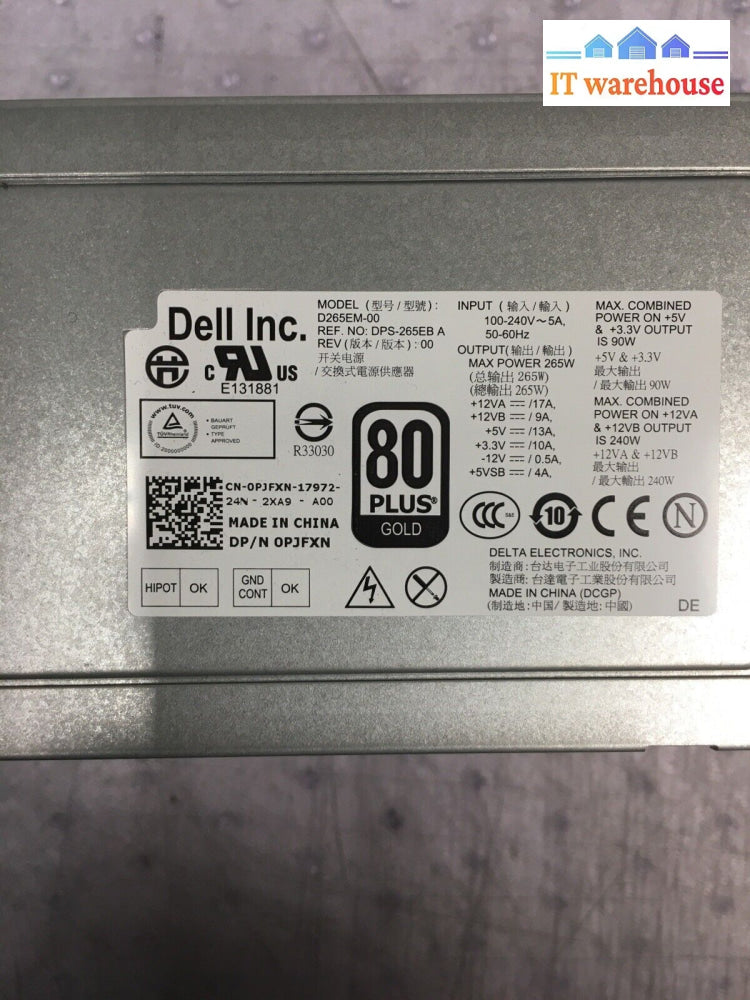 IT warehouse
Dell Inc.
c UL US
E131881
MODEL (型号 / 型號) :
D265EM-00
REF. NO: DPS-265EB A
REV (版本 / 版本) : 00
开关电源
/ 交換式電源供應器
INPUT ( 输入 / 輸入 )
100-240V~5A,
50-60Hz
OUTPUT( 输出 / 輸出 )
MAX POWER 265W
(总输出 265W)
(總輸出 265W)
+12VA /17A,
+12VB / 9A,
+5V /13A,
+3.3V /10A,
-12V / 0.5A,
+5VSB / 4A,
MAX. COMBINED
POWER ON +5V
& +3.3V OUTPUT
IS 90W
+5V & +3.3V
最大输出
/ 最大輸出 90W
MAX. COMBINED
POWER ON +12VA
& +12VB OUTPUT
IS 240W
+12VA & +12VB
最大输出
/ 最大輸出 240W
www.tuv.com
TÜVRheinland
ID 2000000000
• BAUART
GEPRUFT
• TYPE
APPROVED
R33030
80
PLUS®
GOLD
CN-0PJFXN-17972-
24N - 2XA9 - A00
MADE IN CHINA
DP/N 0PJFXN
CCC S&E
10
CE
N
HIPOT OK
GND
CONT OK
DELTA ELECTRONICS, INC.
制造商: 台达电子工业股份有限公司
製造商: 台達電子工業股份有限公司
MADE IN CHINA (DCGP)
(制造地: 中国/ 製造地: 中國)
DE